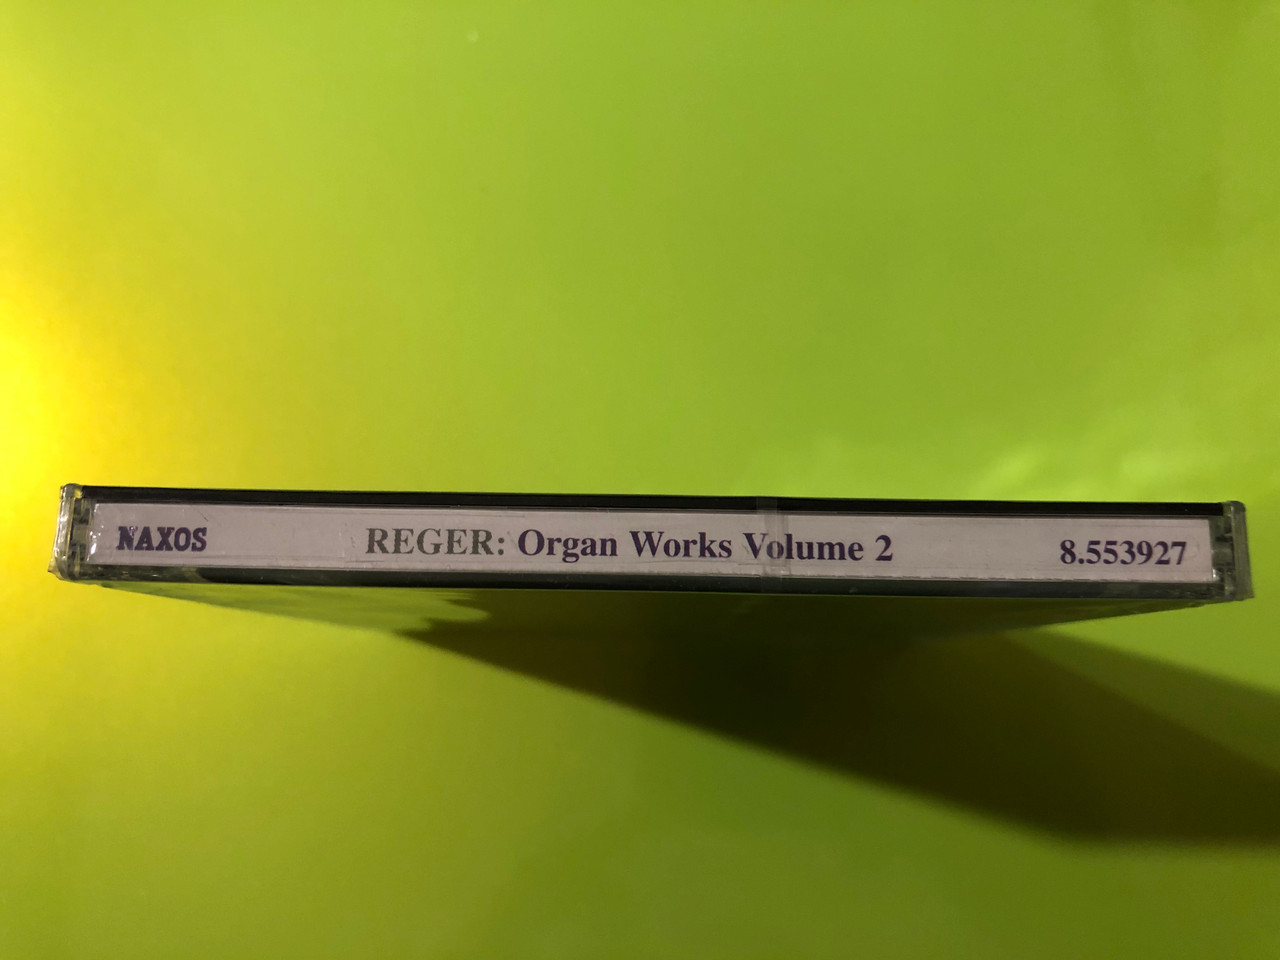 NAXOS REGER: Organ Works Volume 2 8.553927